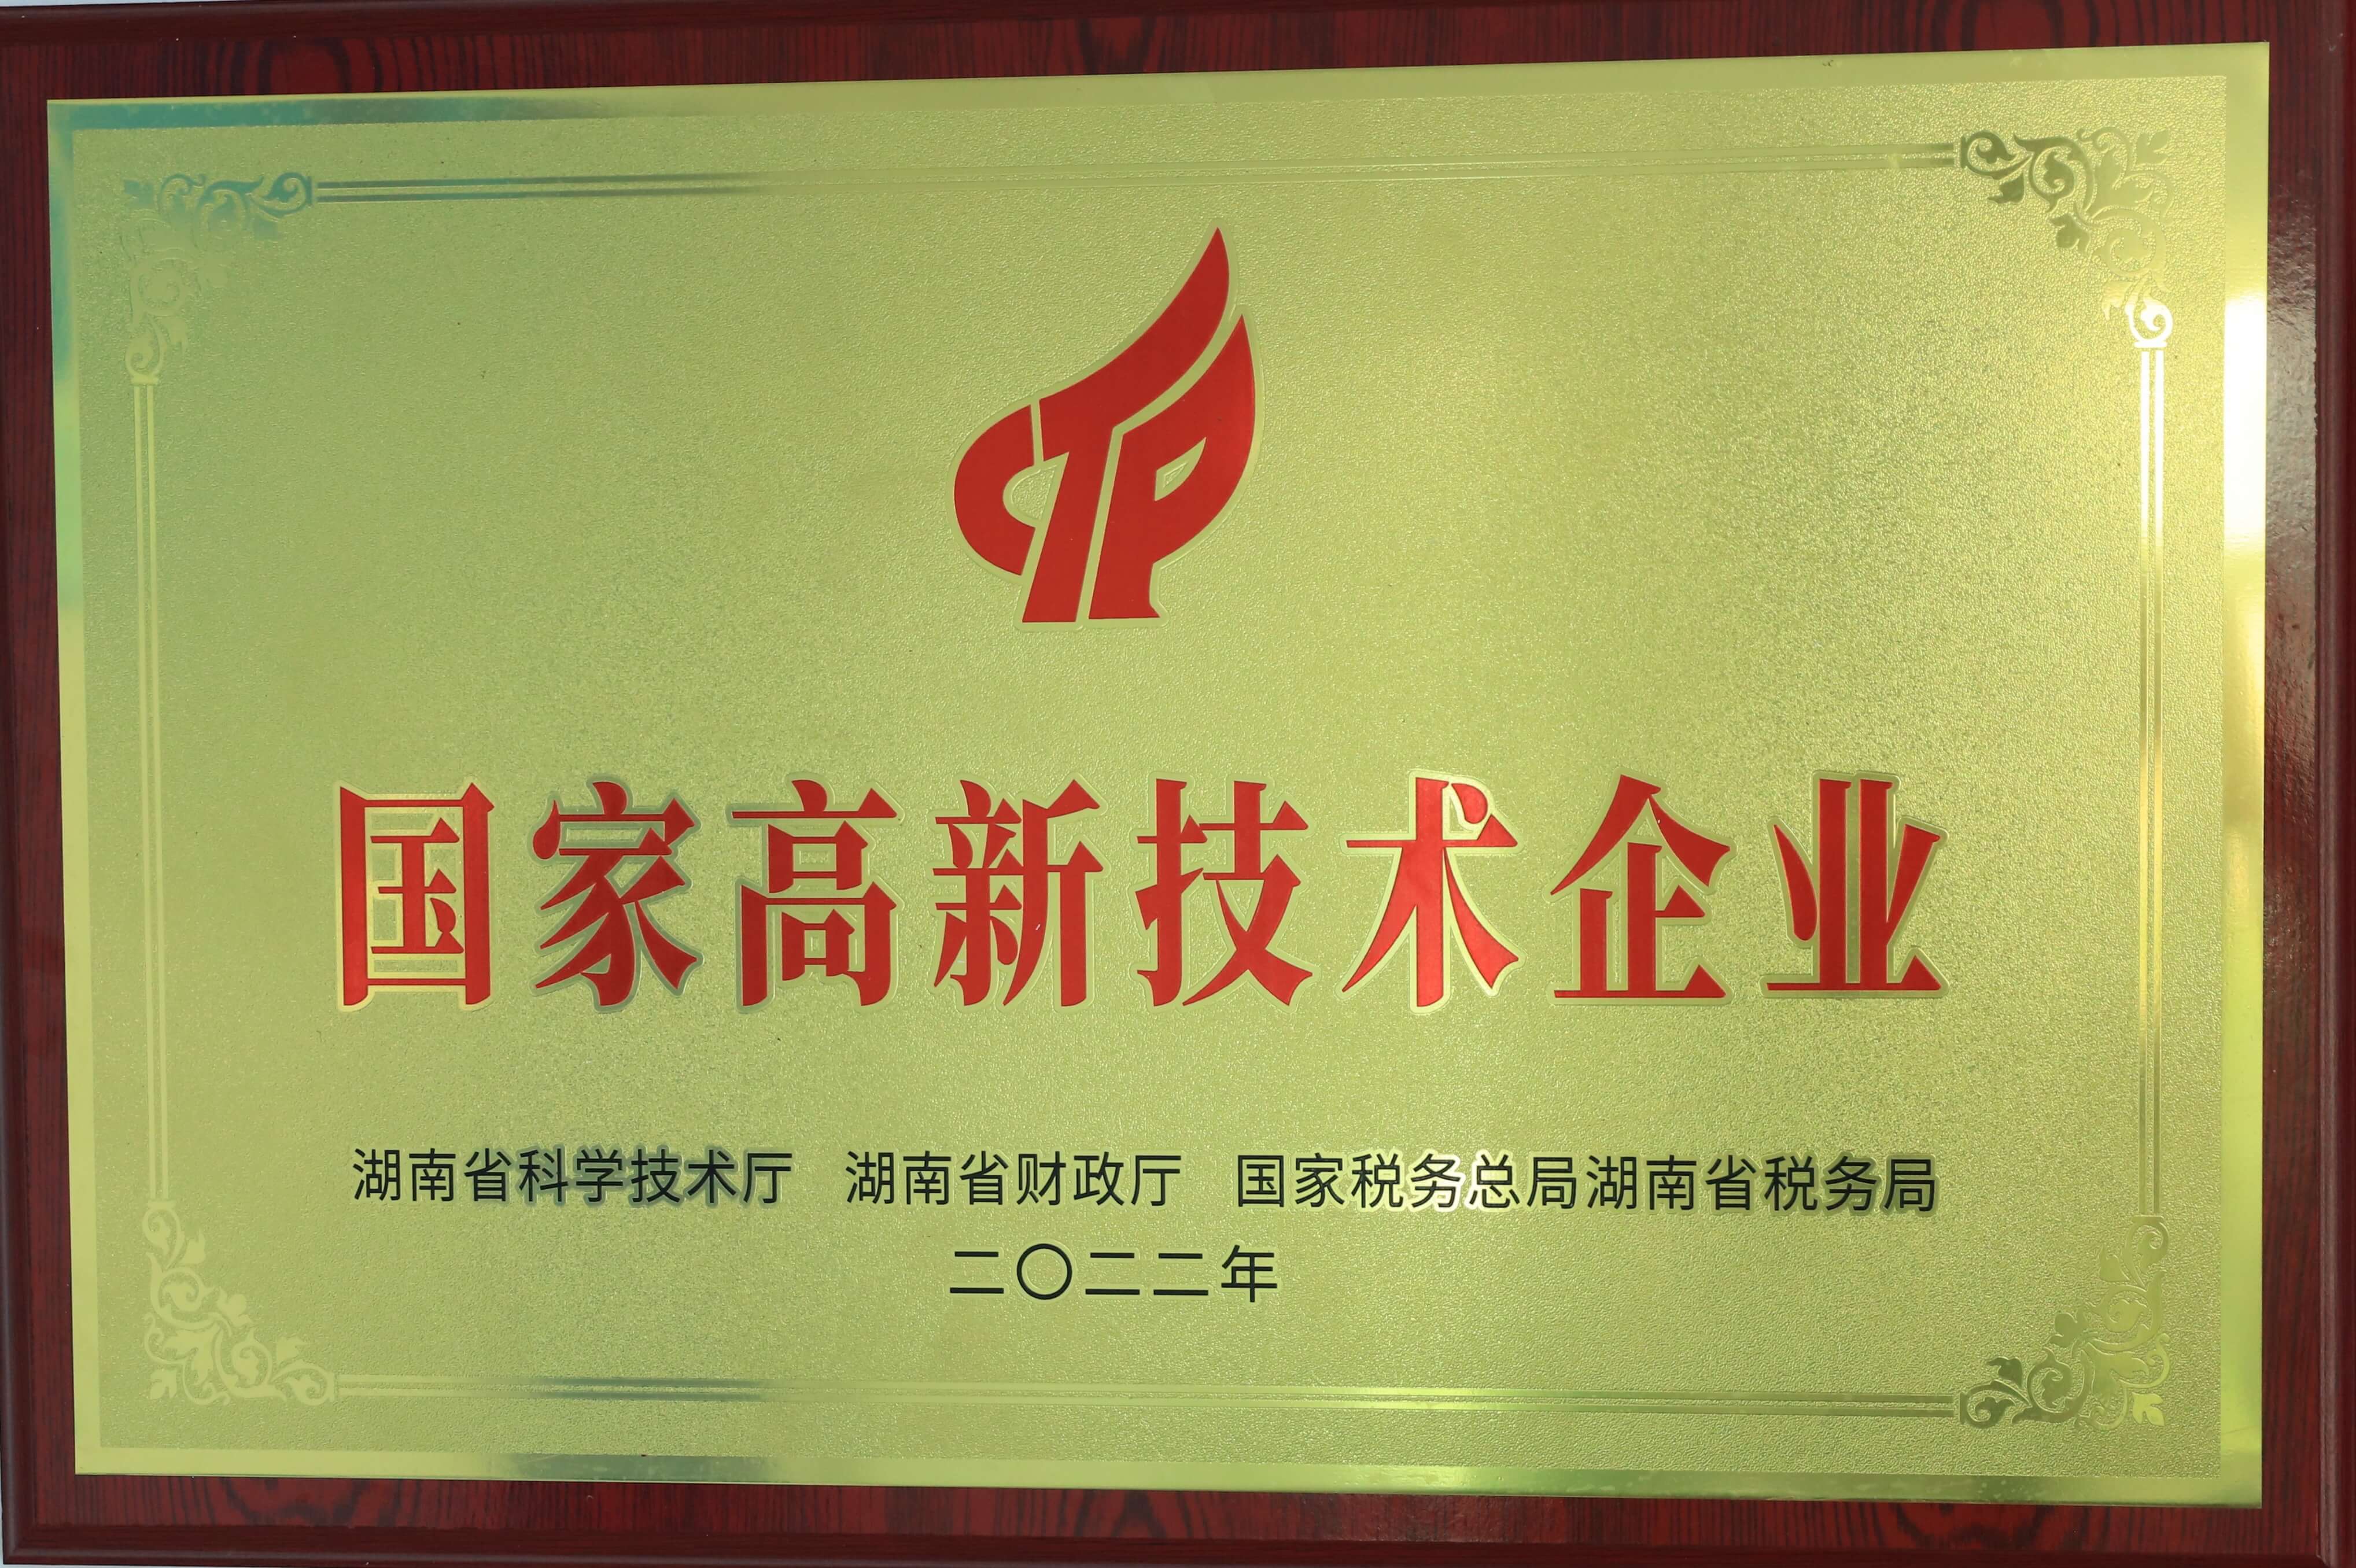 CTP
国家高新技术企业
湖南省科学技术厅 湖南省财政厅 国家税务总局湖南省税务局
二〇二二年